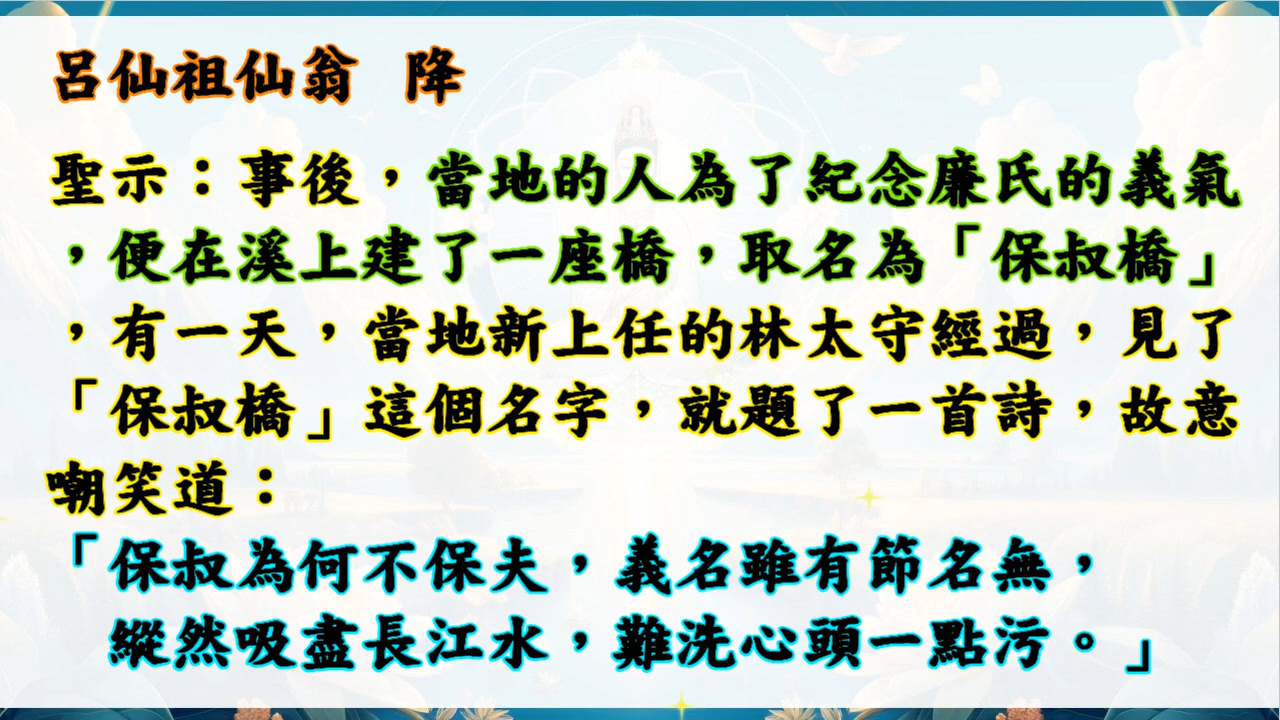 呂仙祖仙翁 降
聖示：事後，當地的人為了紀念廉氏的義氣
，便在溪上建了一座橋，取名為「保叔橋」
，有一天，當地新上任的林太守經過，見了
「保叔橋」這個名字，就題了一首詩，故意
嘲笑道：
「保叔為何不保夫，義名雖有節名無，
縱然吸盡長江水，難洗心頭一點污。」